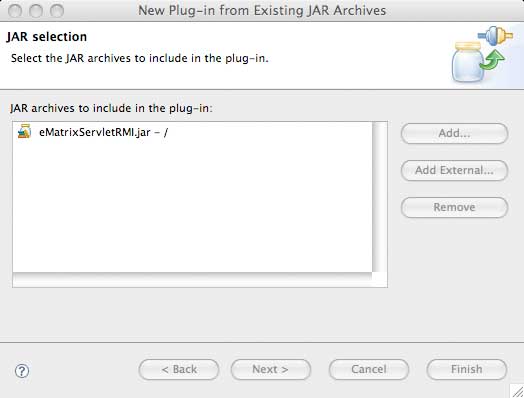 New Plug-in from Existing JAR Archives
JAR selection
Select the JAR archives to include in the plug-in.
JAR archives to include in the plug-in:
eMatrixServletRMI.jar - /
Add...
Add External...
Remove
?
< Back
Next >
Cancel
Finish